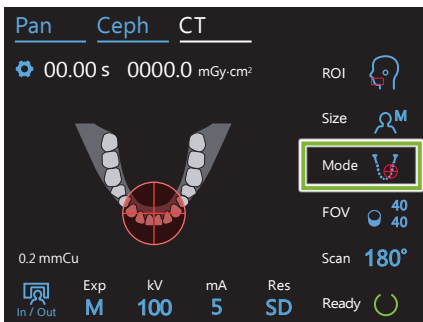 Pan Ceph CT
00.00 s 0000.0 mGy·cm²
ROI
Size M
Mode
FOV 40
40
0.2 mmCu
Scan 180°
Exp kV mA Res
In / Out M 100 5 SD
Ready